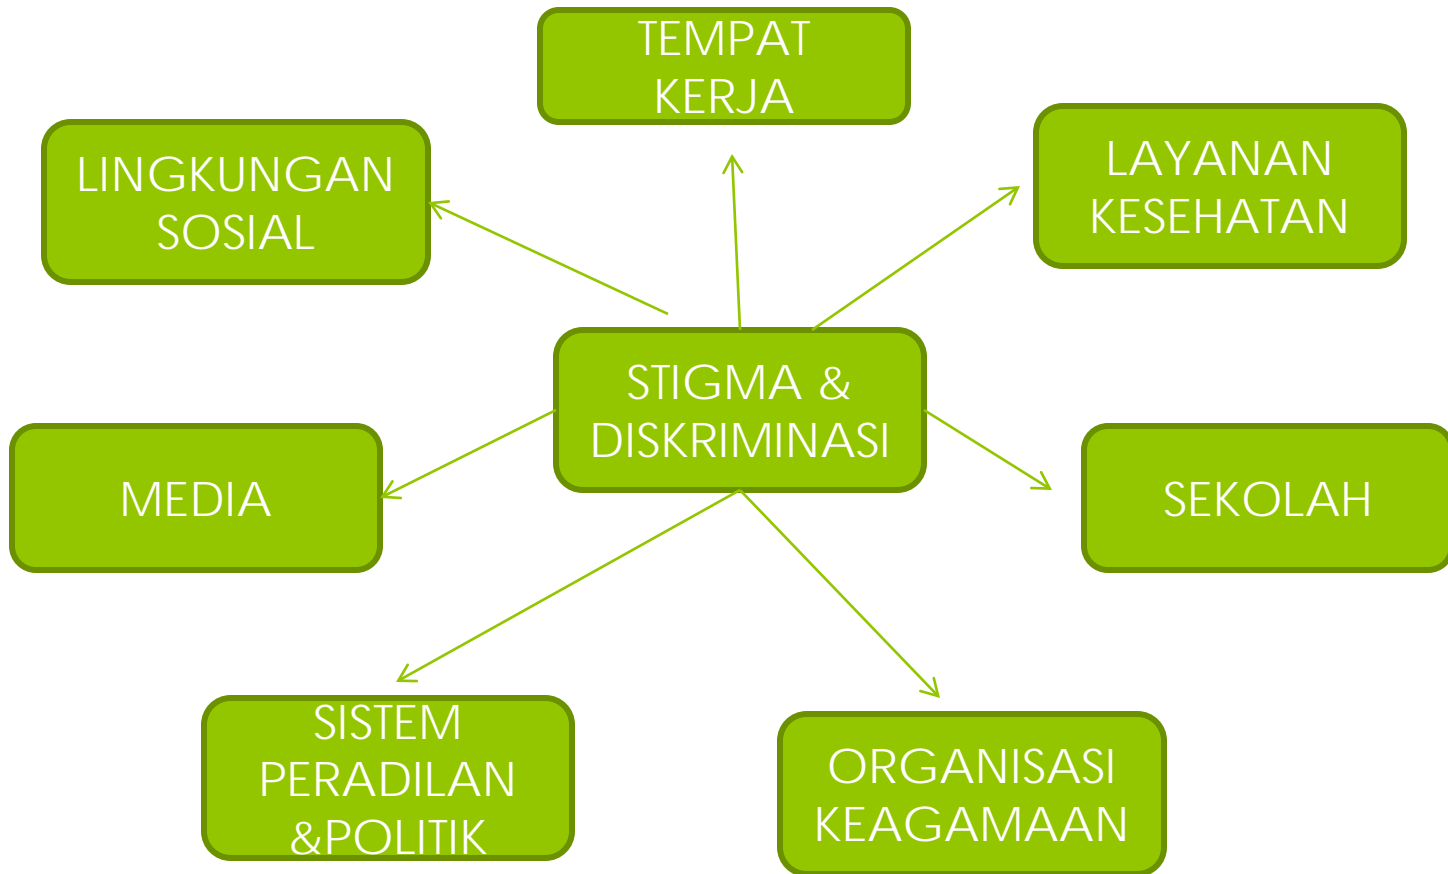 TEMPAT
KERJA
LINGKUNGAN
SOSIAL
LAYANAN
KESEHATAN
STIGMA &
DISKRIMINASI
MEDIA
SEKOLAH
SISTEM
PERADILAN
&POLITIK
ORGANISASI
KEAGAMAAN